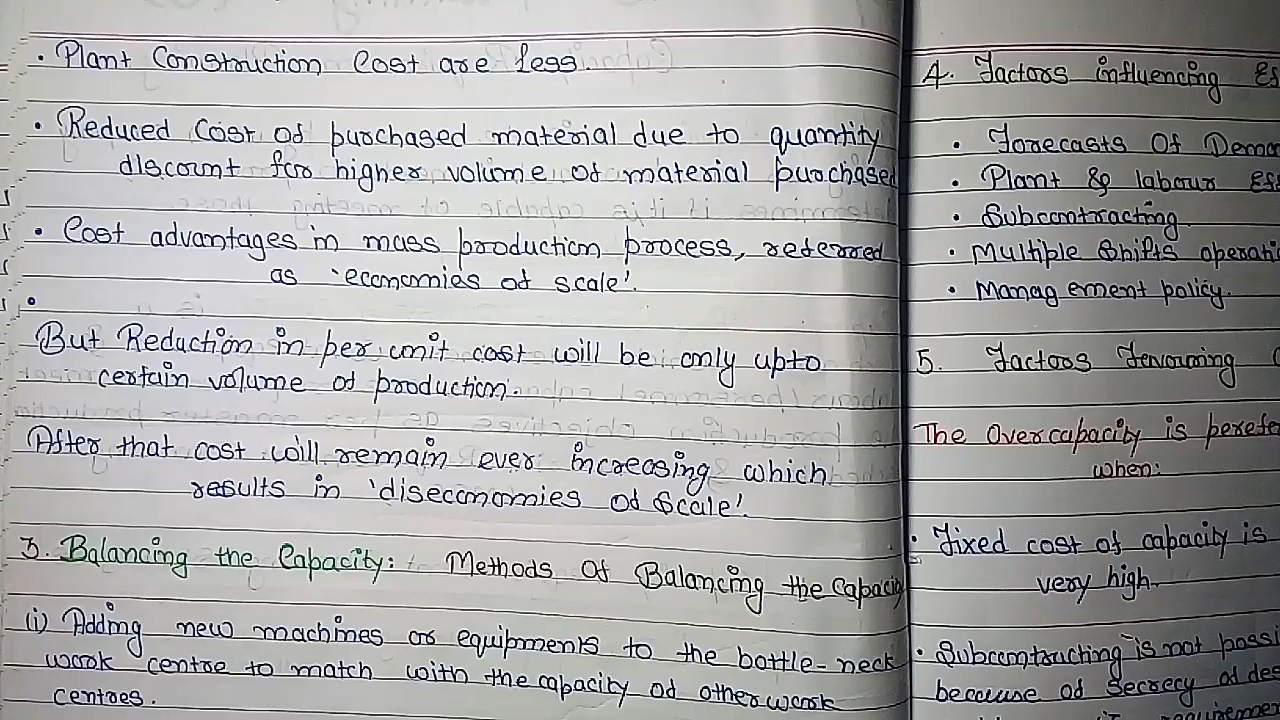 • Plant Construction Cost are less.
• Reduced Cost of purchased material due to quantity
discount for higher volume of material purchased
• Cost advantages in mass production process, referred
as 'economies of scale'.
But Reduction in per unit cost will be only upto
certain volume of production.
After that cost will remain ever increasing which
results in 'diseconomies of Scale'.
3. Balancing the Capacity: Methods Of Balancing the Capacity
(i) Adding new machines or equipments to the bottle-neck
work centre to match with the capacity of other work
centres.
4. Factors influencing
• Forecasts Of
• Plant & labour
• Subcontracting
• Multiple Shifts
• Management policy.
5. Factors Favouring
The Overcapacity is
when:
• Fixed cost of capacity is
very high.
• Subcontracting is not
because of Secrecy of